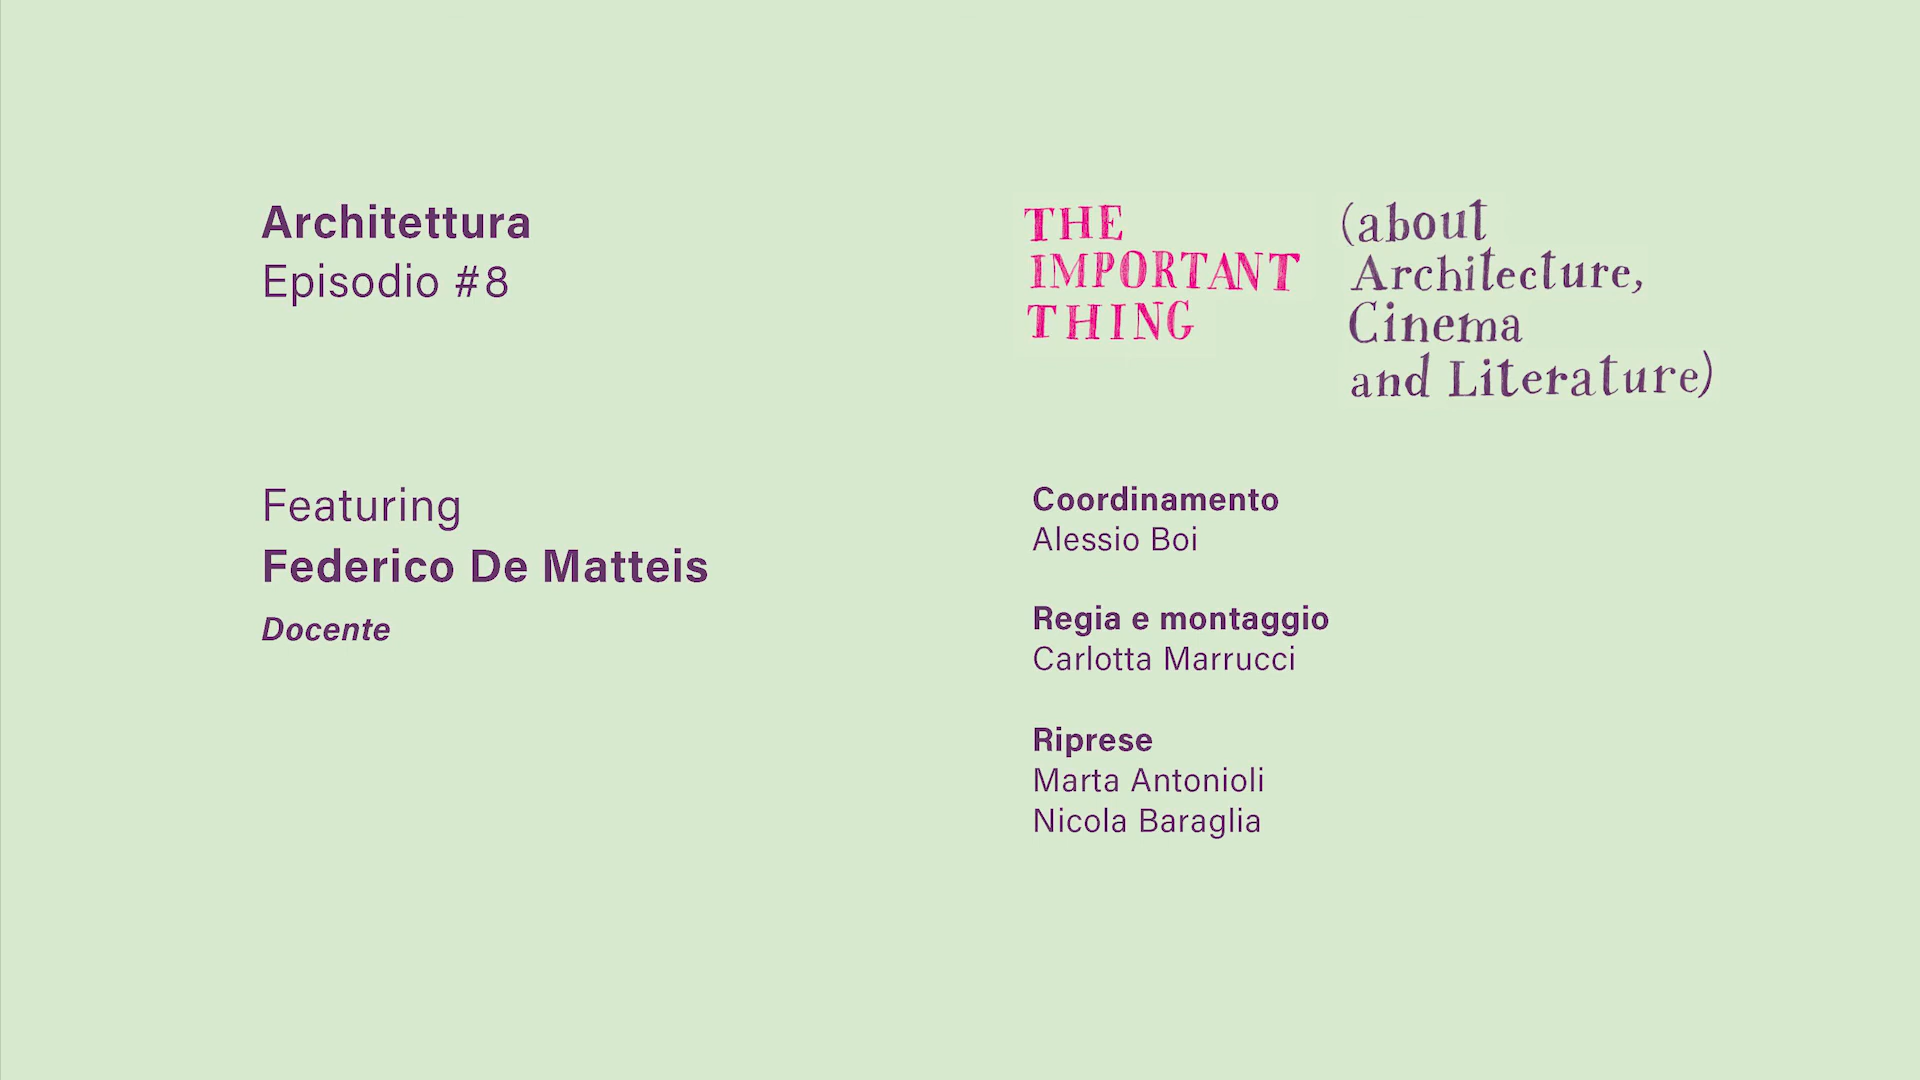 Architettura
Episodio #8
THE
IMPORTANT
THING
(about
Architecture,
Cinema
and Literature)
Featuring
Federico De Matteis
Docente
Coordinamento
Alessio Boi
Regia e montaggio
Carlotta Marrucci
Riprese
Marta Antonioli
Nicola Baraglia